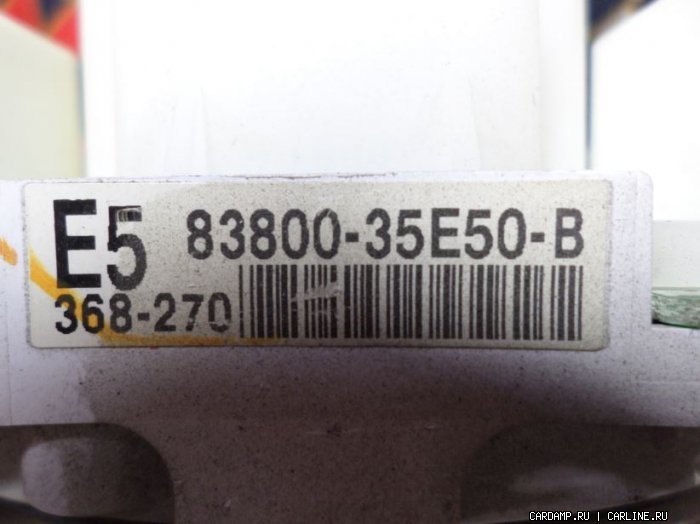 E5 83800-35E50-B
368-270
CARDAMP.RU | CARLINE.RU